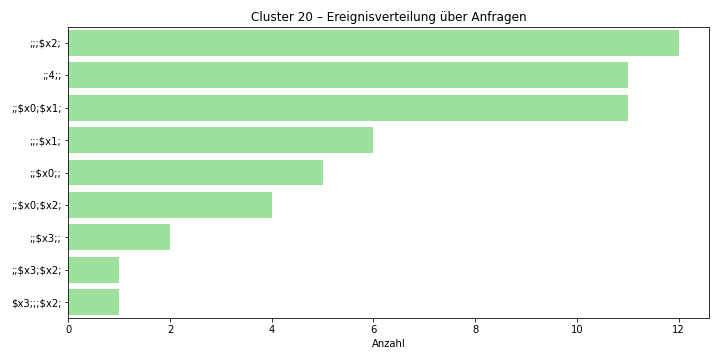 Cluster 20 – Ereignisverteilung über Anfragen
;;;$x2;
;;4;;
;;$x0;$x1;
;;;$x1;
;;$x0;;
;;$x0;$x2;
;;$x3;;
;;$x3;$x2;
$x3;;;$x2;
0 2 4 6 8 10 12
Anzahl